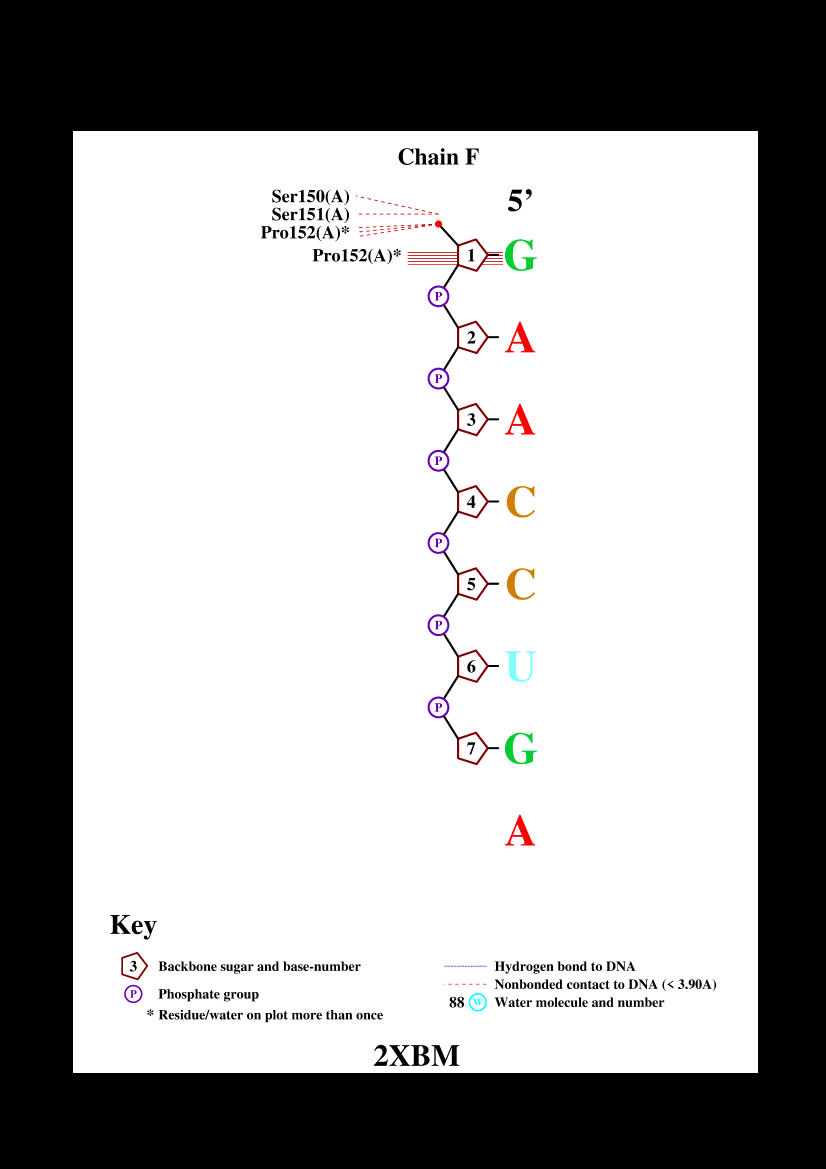 Chain F
Ser150(A)
5’
Ser151(A)
Pro152(A)*
Pro152(A)*
1
G
P
2
A
P
3
A
P
4
C
P
5
C
P
6
U
P
7
G
A
Key
3 Backbone sugar and base-number
P Phosphate group
* Residue/water on plot more than once
Hydrogen bond to DNA
Nonbonded contact to DNA (< 3.90A)
88 W Water molecule and number
2XBM